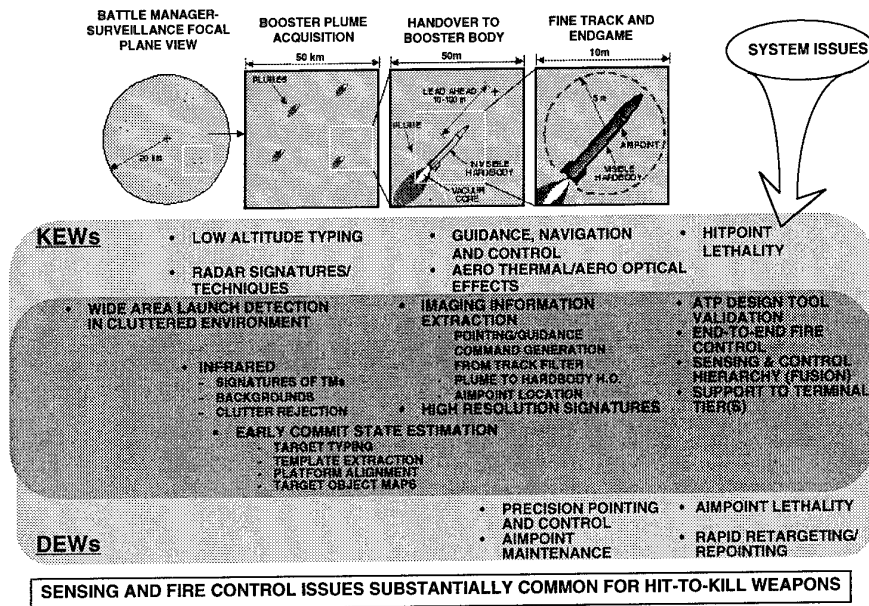 BATTLE MANAGER-
SURVEILLANCE FOCAL
PLANE VIEW
BOOSTER PLUME
ACQUISITION
50 km
HANDOVER TO
BOOSTER BODY
50m
FINE TRACK AND
ENDGAME
10m
SYSTEM ISSUES
20 km
PLUMES
LEAD AHEAD
10-100 m
PLUME
INVISIBLE
HARDBODY
VACUUM
CORE
5 m
AIMPOINT
VISIBLE
HARDBODY
KEWs
• LOW ALTITUDE TYPING
• RADAR SIGNATURES/
TECHNIQUES
• GUIDANCE, NAVIGATION
AND CONTROL
• AERO THERMAL/AERO OPTICAL
EFFECTS
• HITPOINT
LETHALITY
• WIDE AREA LAUNCH DETECTION
IN CLUTTERED ENVIRONMENT
• INFRARED
- SIGNATURES OF TMs
- BACKGROUNDS
- CLUTTER REJECTION
• EARLY COMMIT STATE ESTIMATION
- TARGET TYPING
- TEMPLATE EXTRACTION
- PLATFORM ALIGNMENT
- TARGET OBJECT MAPS
• IMAGING INFORMATION
EXTRACTION
- POINTING/GUIDANCE
COMMAND GENERATION
FROM TRACK FILTER
- PLUME TO HARDBODY H.O.
- AIMPOINT LOCATION
• HIGH RESOLUTION SIGNATURES
• ATP DESIGN TOOL
VALIDATION
• END-TO-END FIRE
CONTROL
• SENSING & CONTROL
HIERARCHY (FUSION)
• SUPPORT TO TERMINAL
TIER(S)
DEWs
• PRECISION POINTING
AND CONTROL
• AIMPOINT
MAINTENANCE
• AIMPOINT LETHALITY
• RAPID RETARGETING/
REPOINTING
SENSING AND FIRE CONTROL ISSUES SUBSTANTIALLY COMMON FOR HIT-TO-KILL WEAPONS